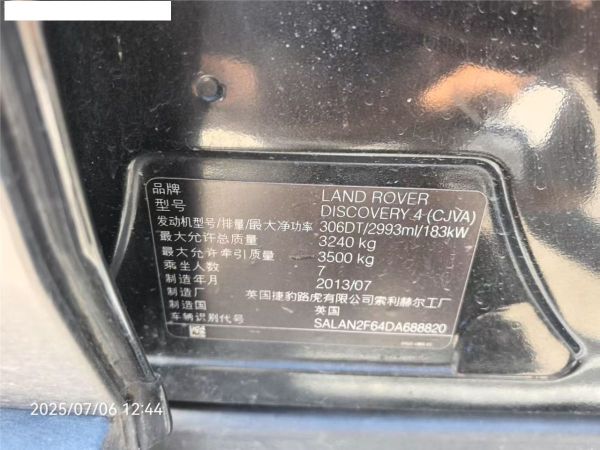 品牌 LAND ROVER
型号 DISCOVERY 4 (CJVA)
发动机型号/排量/最大净功率 306DT/2993ml/183kW
最大允许总质量 3240 kg
最大允许牵引质量 3500 kg
乘坐人数 7
制造年月 2013/07
制造厂 英国捷豹路虎有限公司索利赫尔工厂
制造国 英国
车辆识别代号 SALAN2F64DA688820
2025/07/06 12:44